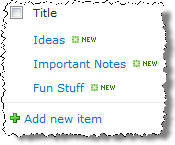 Title
Ideas NEW
Important Notes NEW
Fun Stuff NEW
Add new item